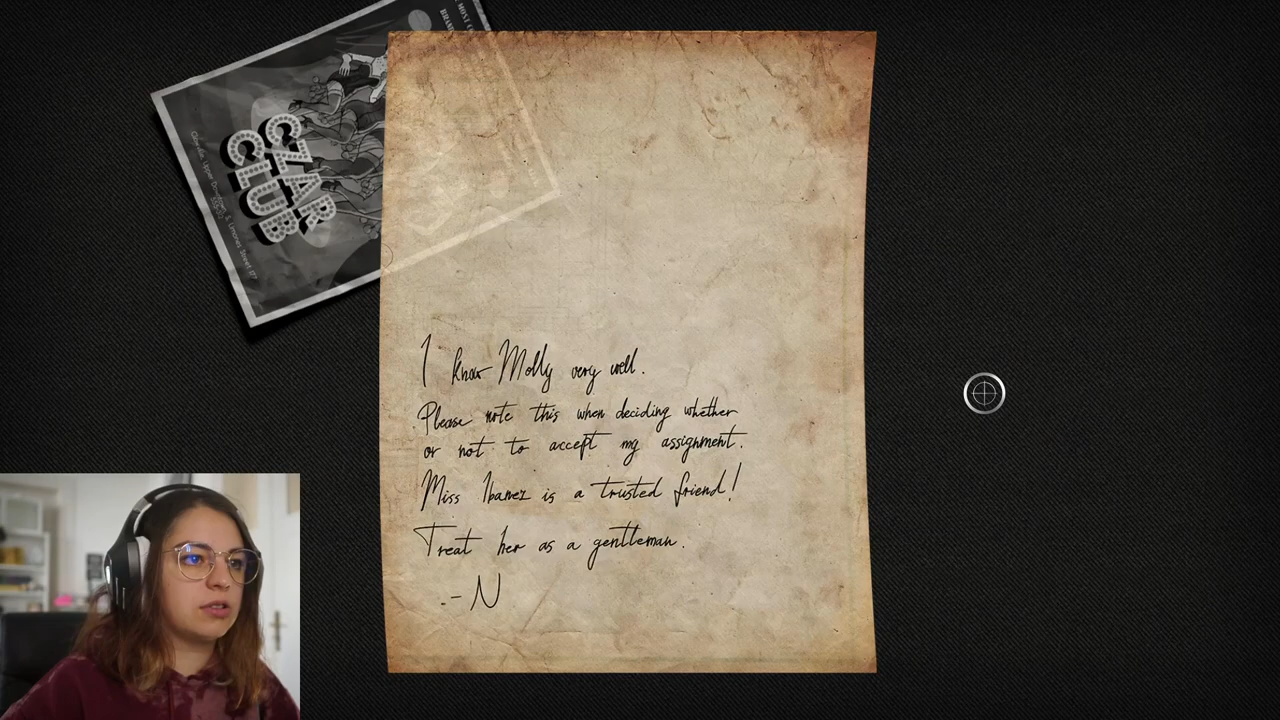 CZAR
CLUB
I know Molly very well.
Please note this when deciding whether
or not to accept my assignment.
Miss Ibanez is a trusted friend!
Treat her as a gentleman.
-N